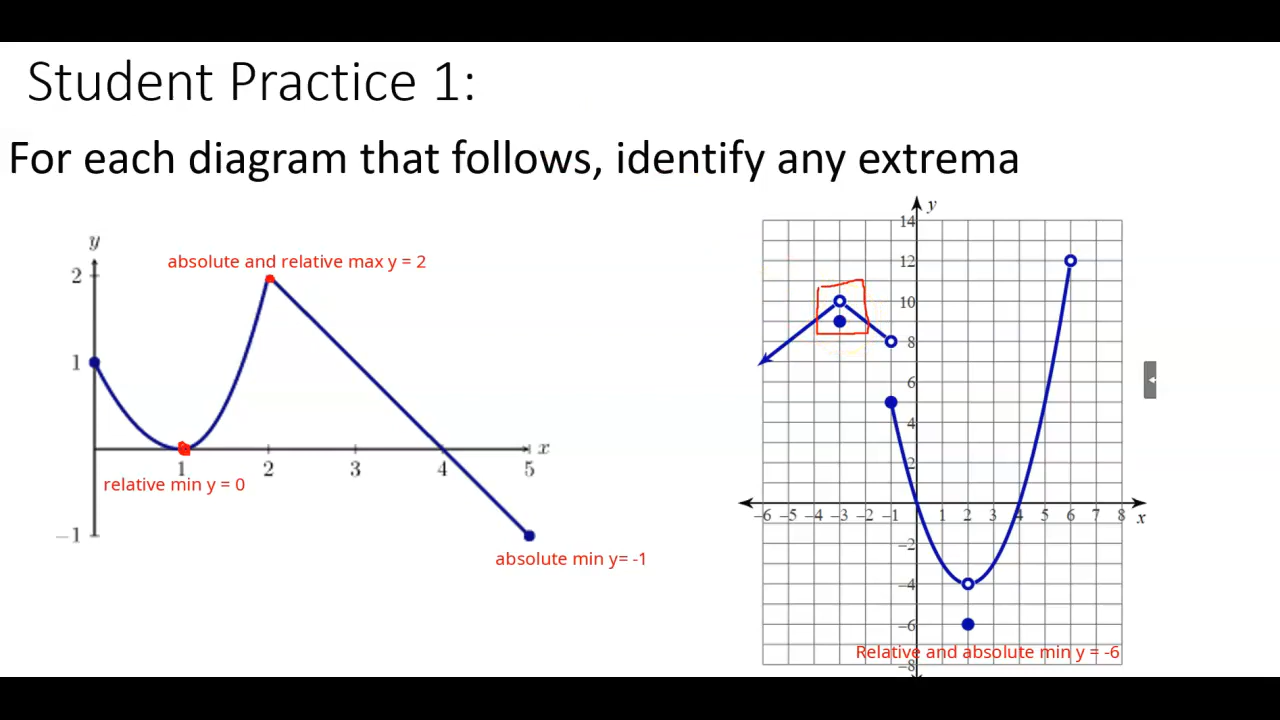 Student Practice 1:
For each diagram that follows, identify any extrema
y
2
absolute and relative max y = 2
1
1
2
3
4
5
x
relative min y = 0
−1
absolute min y= -1
y
14
12
10
8
6
4
2
−6 −5 −4 −3 −2 −1 1 2 3 4 5 6 7 8 x
−2
−4
−6
Relative and absolute min y = -6
−8